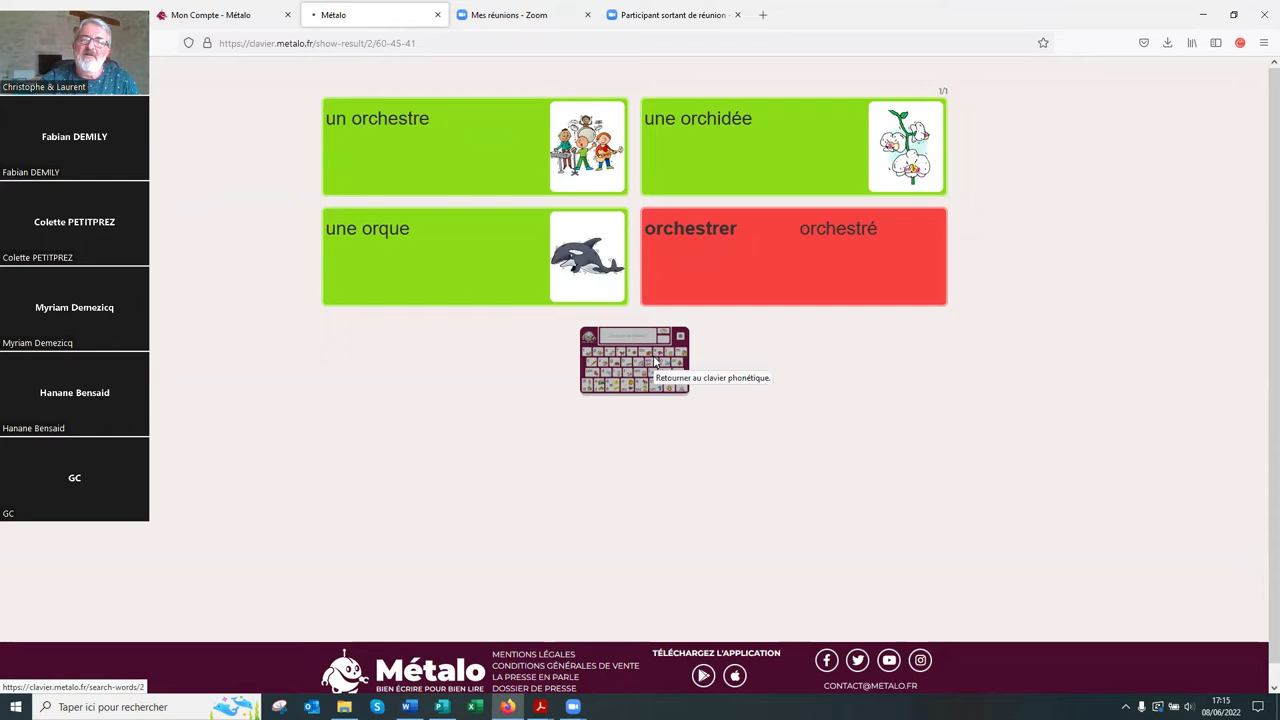 Mon Compte - Métalo
Métalo
Mes réunions - Zoom
Participant sortant de réunion -
https://clavier.metalo.fr/show-result/2/60-45-41
Christophe & Laurent
Fabian DEMILY
Fabian DEMILY
Colette PETITPREZ
Colette PETITPREZ
Myriam Demezicq
Myriam Demezicq
Hanane Bensaid
Hanane Bensaid
GC
GC
1/1
un orchestre
une orchidée
une orque
orchestrer orchestré
Retourner au clavier phonétique.
Métalo
BIEN ÉCRIRE POUR BIEN LIRE
MENTIONS LÉGALES
CONDITIONS GÉNÉRALES DE VENTE
LA PRESSE EN PARLE
DOSSIER DE PRESSE
TÉLÉCHARGEZ L'APPLICATION
CONTACT@METALO.FR
https://clavier.metalo.fr/search-words/2
Taper ici pour rechercher
17:15
08/06/2022